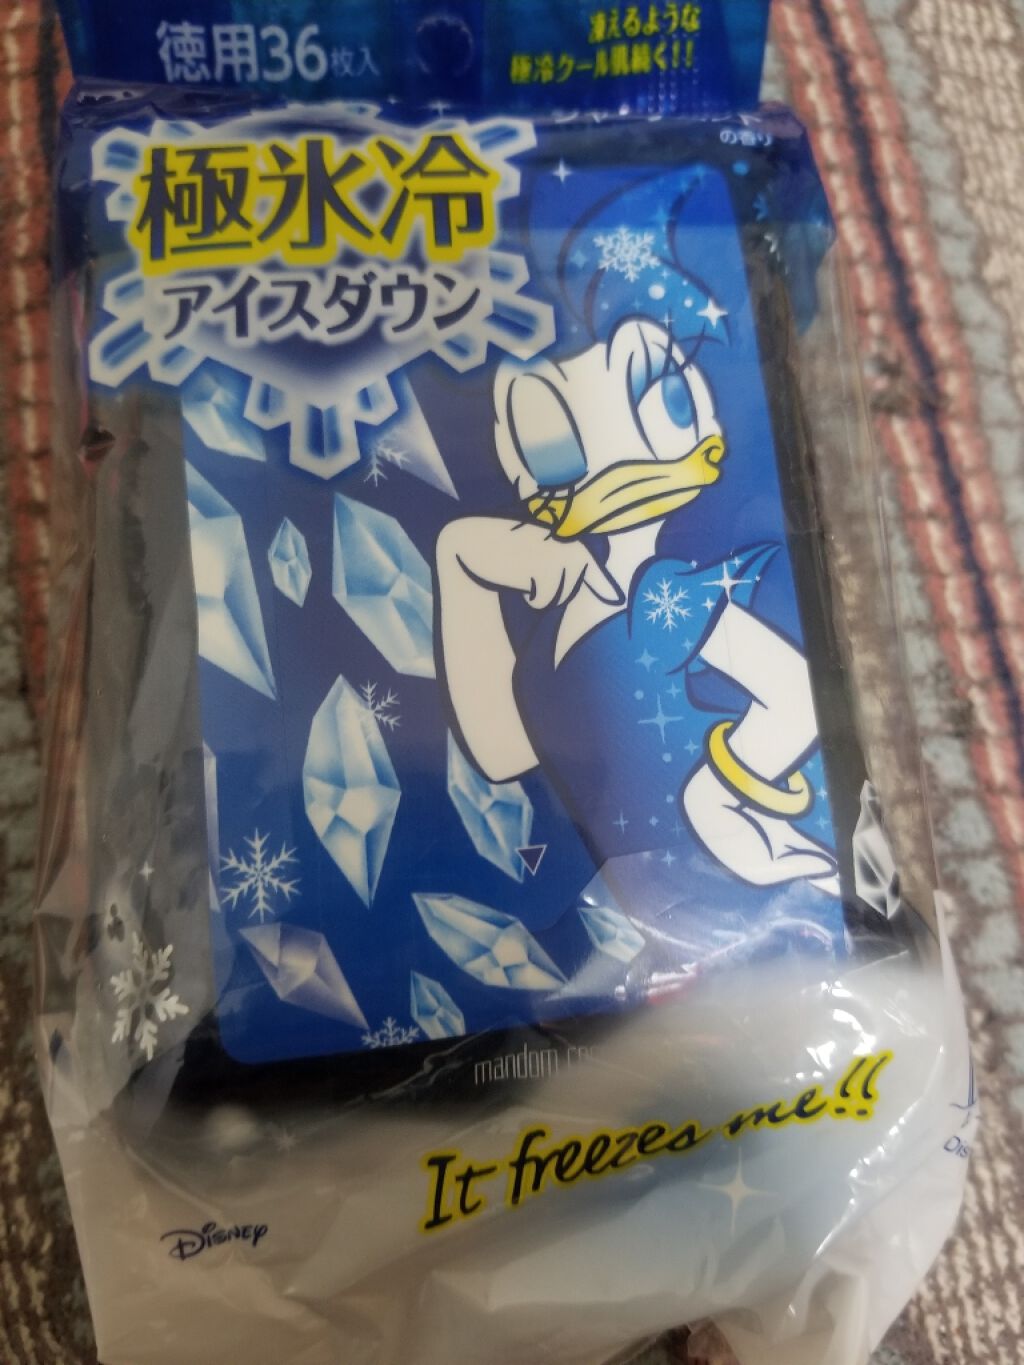 徳用36枚入
凍えるような
極冷クール肌続く!!
の香り
極氷冷
アイスダウン
mandom
It freezes me!!
Disney